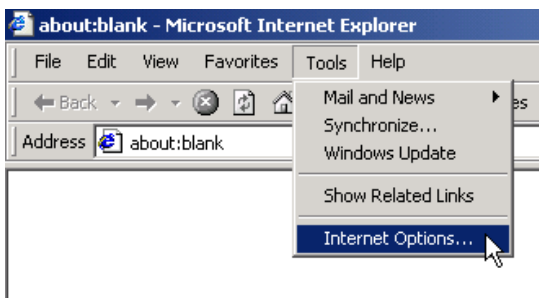 about:blank - Microsoft Internet Explorer
File Edit View Favorites Tools Help
Back
Mail and News
es
Synchronize...
Address about:blank
Windows Update
Show Related Links
Internet Options...